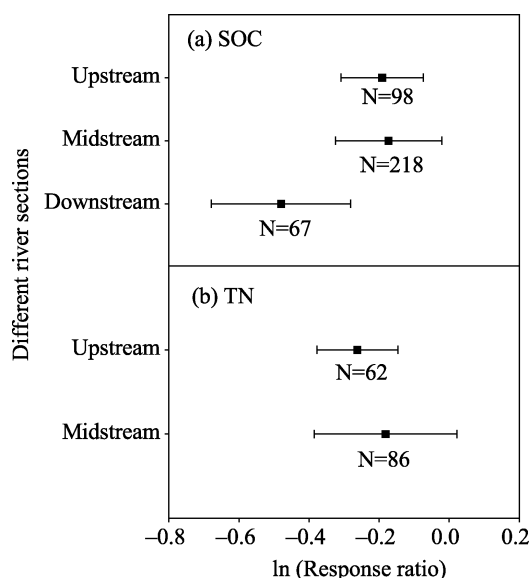 (a) SOC
Upstream
N=98
Midstream
N=218
Downstream
N=67
Different river sections
(b) TN
Upstream
N=62
Midstream
N=86
–0.8 –0.6 –0.4 –0.2 0.0 0.2
ln (Response ratio)